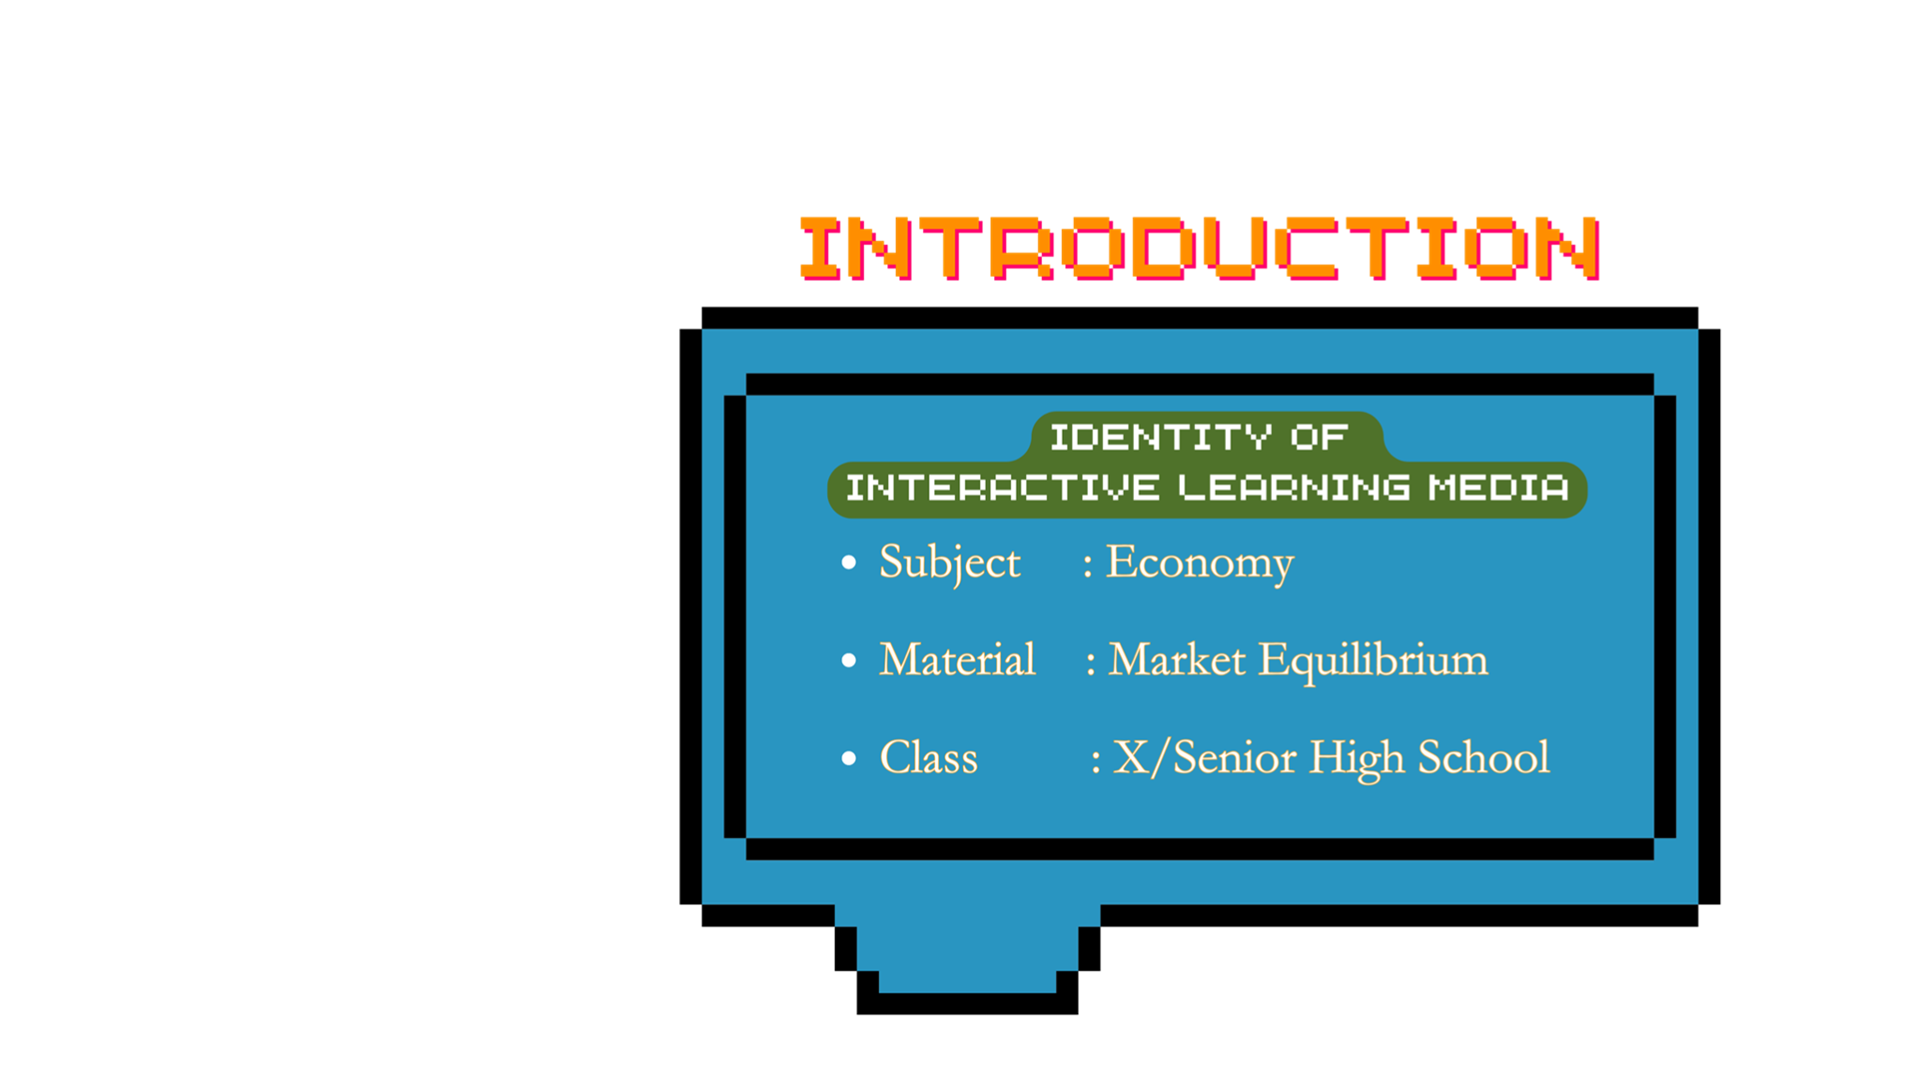 INTRODUCTION
IDENTITY OF
INTERACTIVE LEARNING MEDIA
• Subject : Economy
• Material : Market Equilibrium
• Class : X/Senior High School